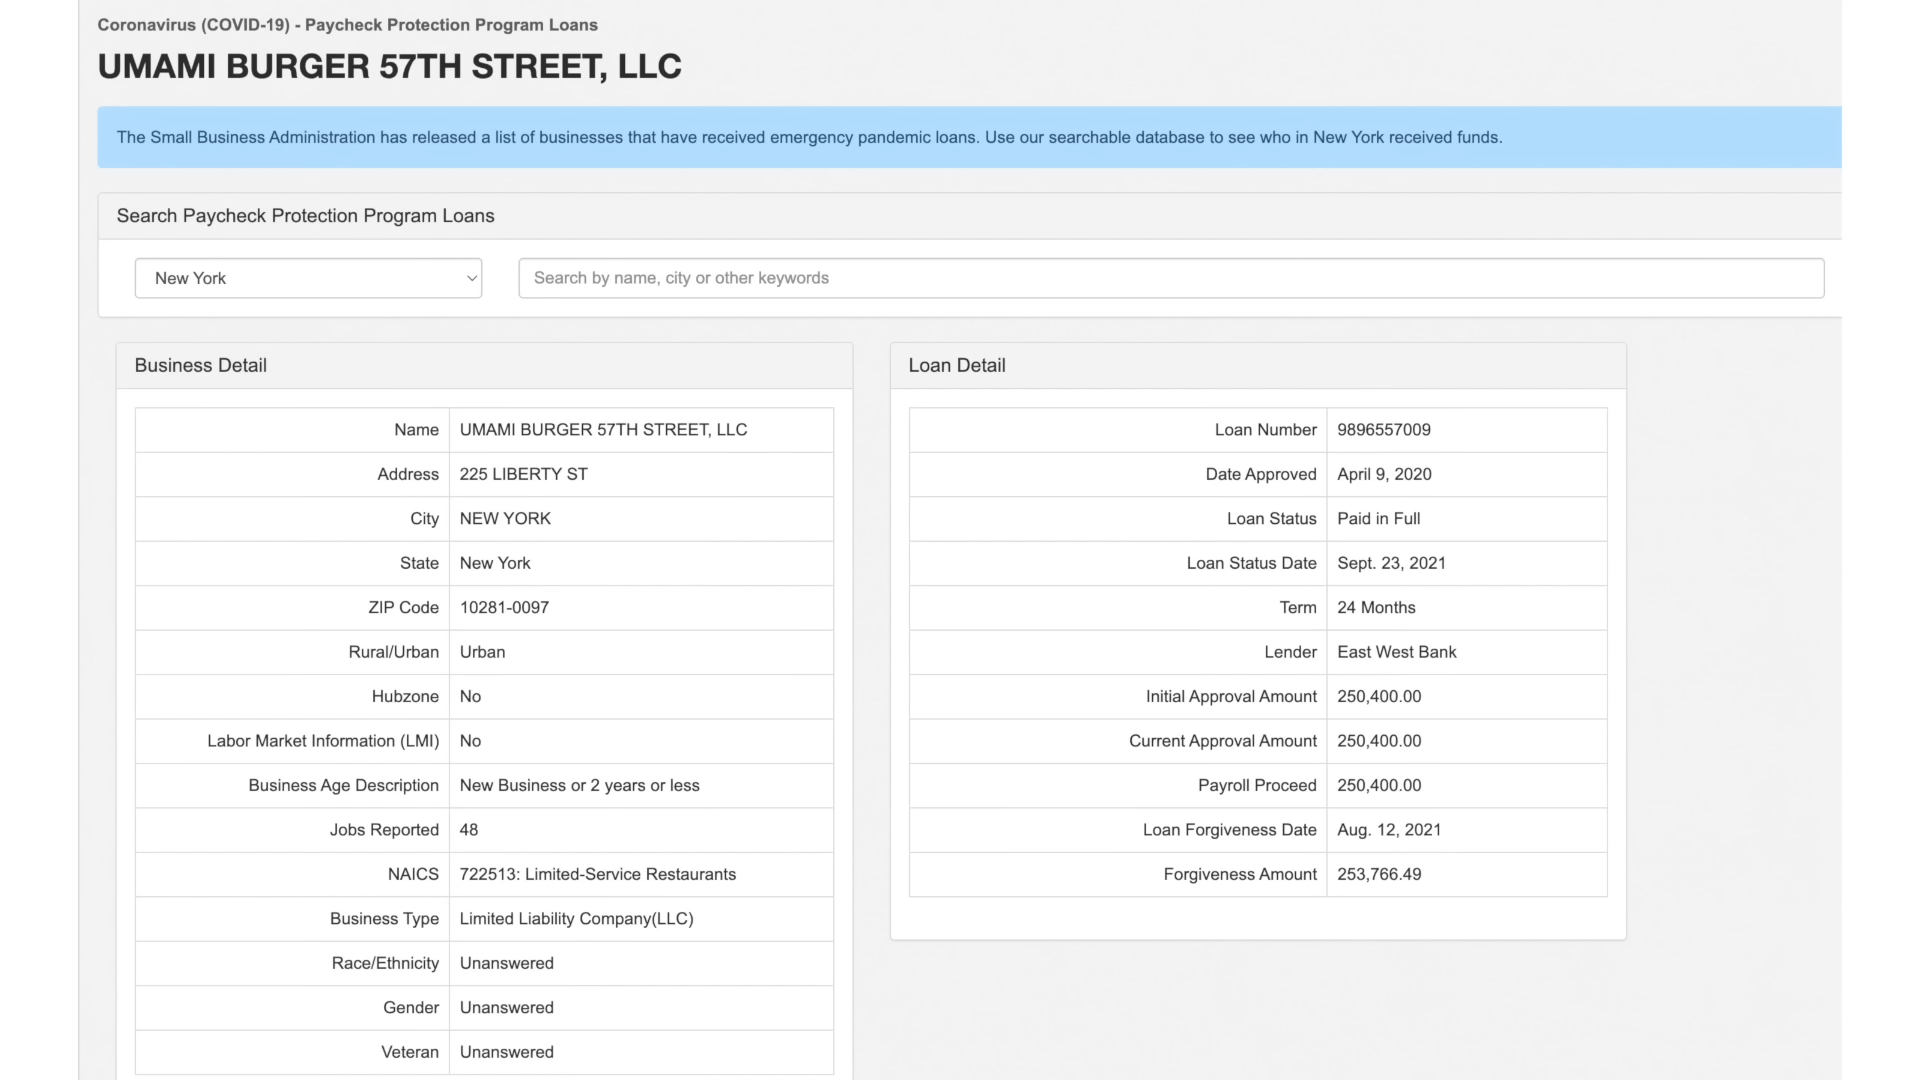 Coronavirus (COVID-19) - Paycheck Protection Program Loans
UMAMI BURGER 57TH STREET, LLC
The Small Business Administration has released a list of businesses that have received emergency pandemic loans. Use our searchable database to see who in New York received funds.
Search Paycheck Protection Program Loans
New York
Search by name, city or other keywords
Business Detail
Name UMAMI BURGER 57TH STREET, LLC
Address 225 LIBERTY ST
City NEW YORK
State New York
ZIP Code 10281-0097
Rural/Urban Urban
Hubzone No
Labor Market Information (LMI) No
Business Age Description New Business or 2 years or less
Jobs Reported 48
NAICS 722513: Limited-Service Restaurants
Business Type Limited Liability Company(LLC)
Race/Ethnicity Unanswered
Gender Unanswered
Veteran Unanswered
Loan Detail
Loan Number 9896557009
Date Approved April 9, 2020
Loan Status Paid in Full
Loan Status Date Sept. 23, 2021
Term 24 Months
Lender East West Bank
Initial Approval Amount 250,400.00
Current Approval Amount 250,400.00
Payroll Proceed 250,400.00
Loan Forgiveness Date Aug. 12, 2021
Forgiveness Amount 253,766.49